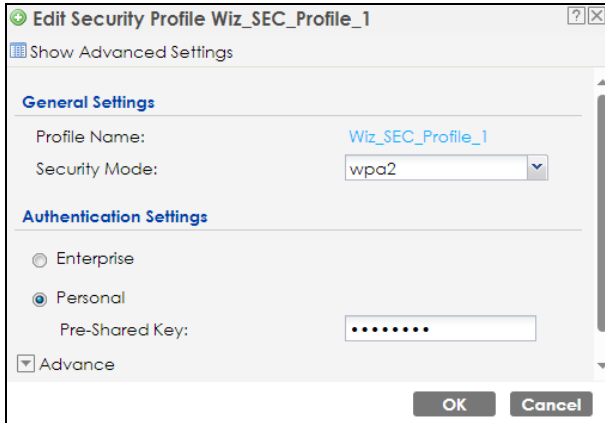 Edit Security Profile Wiz_SEC_Profile_1
Show Advanced Settings
General Settings
Profile Name: Wiz_SEC_Profile_1
Security Mode: wpa2
Authentication Settings
Enterprise
Personal
Pre-Shared Key: ••••••••
Advance
OK Cancel